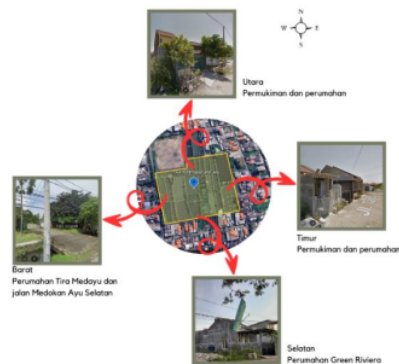 N
W E
S
Utara
Permukiman dan perumahan
Timur
Permukiman dan perumahan
Barat
Perumahan Tira Medayu dan
jalan Medokan Ayu Selatan
Selatan
Perumahan Green Riviera